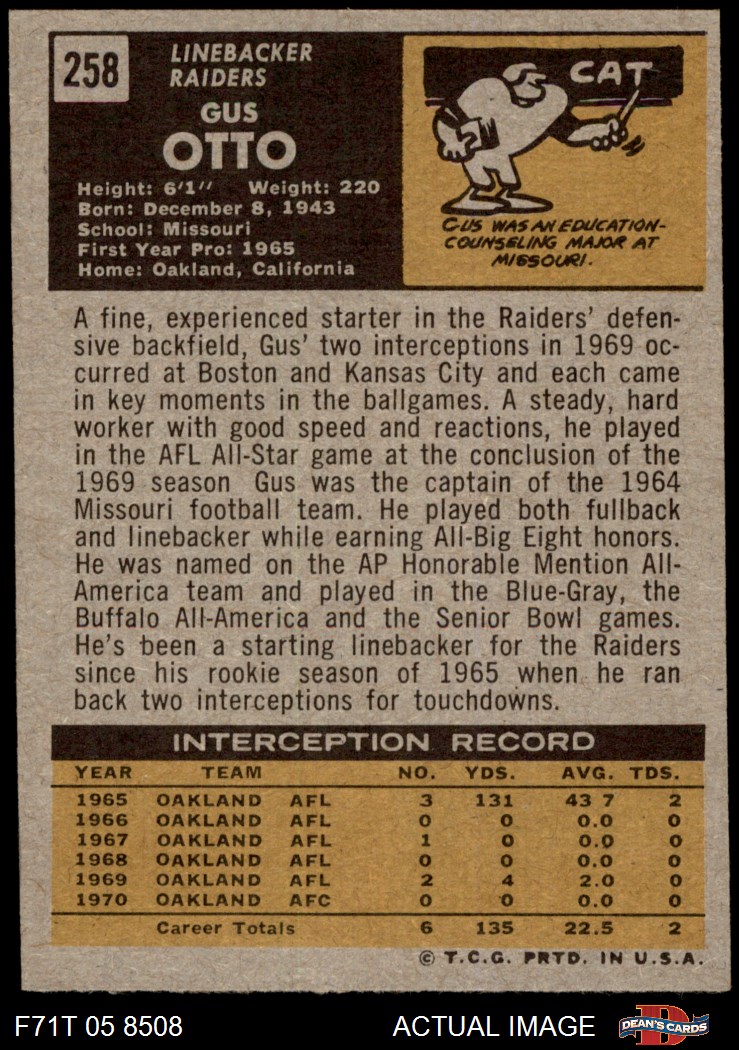 258
LINEBACKER
RAIDERS
GUS
OTTO
Height: 6'1" Weight: 220
Born: December 8, 1943
School: Missouri
First Year Pro: 1965
Home: Oakland, California
CAT
GUS WAS AN EDUCATION-
COUNSELING MAJOR AT
MISSOURI.
A fine, experienced starter in the Raiders' defen-
sive backfield, Gus' two interceptions in 1969 oc-
curred at Boston and Kansas City and each came
in key moments in the ballgames. A steady, hard
worker with good speed and reactions, he played
in the AFL All-Star game at the conclusion of the
1969 season Gus was the captain of the 1964
Missouri football team. He played both fullback
and linebacker while earning All-Big Eight honors.
He was named on the AP Honorable Mention All-
America team and played in the Blue-Gray, the
Buffalo All-America and the Senior Bowl games.
He's been a starting linebacker for the Raiders
since his rookie season of 1965 when he ran
back two interceptions for touchdowns.
INTERCEPTION RECORD
YEAR TEAM NO. YDS. AVG. TDS.
1965 OAKLAND AFL 3 131 43 7 2
1966 OAKLAND AFL 0 0 0.0 0
1967 OAKLAND AFL 1 0 0.0 0
1968 OAKLAND AFL 0 0 0.0 0
1969 OAKLAND AFL 2 4 2.0 0
1970 OAKLAND AFC 0 0 0.0 0
Career Totals 6 135 22.5 2
© T.C.G. PRTD. IN U.S.A.
F71T 05 8508 ACTUAL IMAGE
D
DEAN'S CARDS